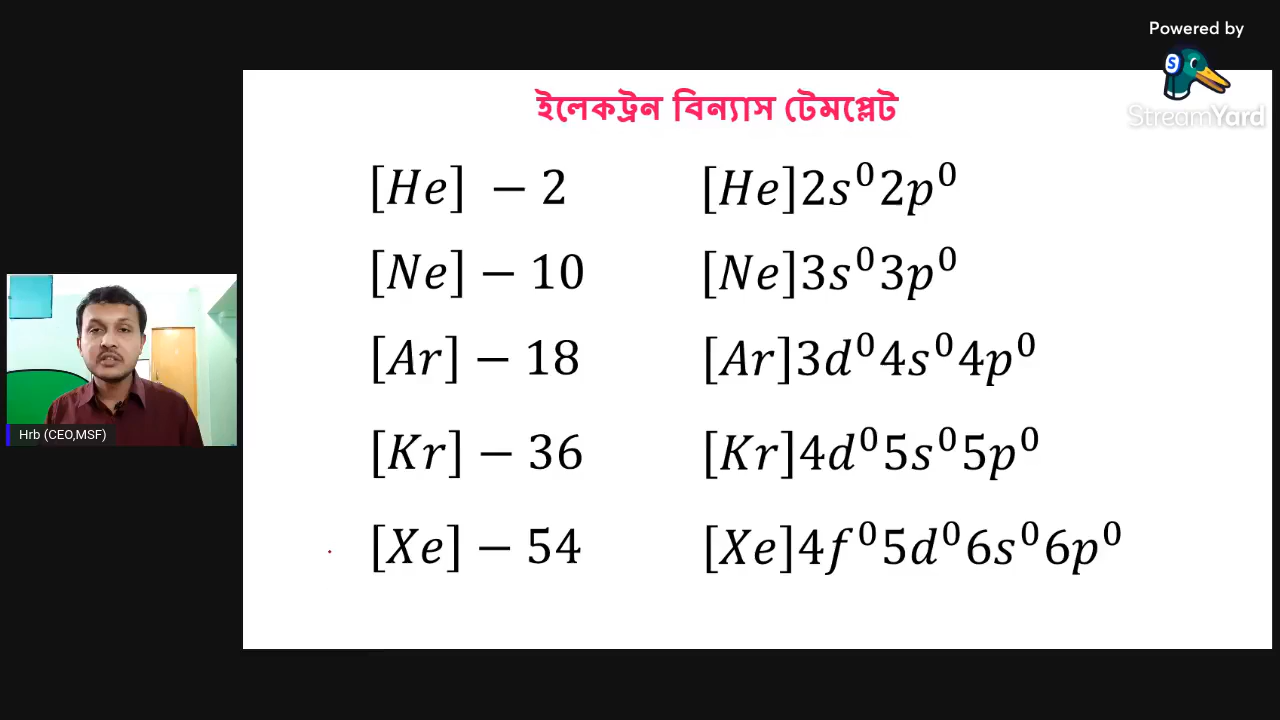 Powered by
StreamYard
ইলেকট্রন বিন্যাস টেমপ্লেট
[He] − 2 [He]2s⁰2p⁰
[Ne] − 10 [Ne]3s⁰3p⁰
[Ar] − 18 [Ar]3d⁰4s⁰4p⁰
[Kr] − 36 [Kr]4d⁰5s⁰5p⁰
[Xe] − 54 [Xe]4f⁰5d⁰6s⁰6p⁰
Hrb (CEO,MSF)